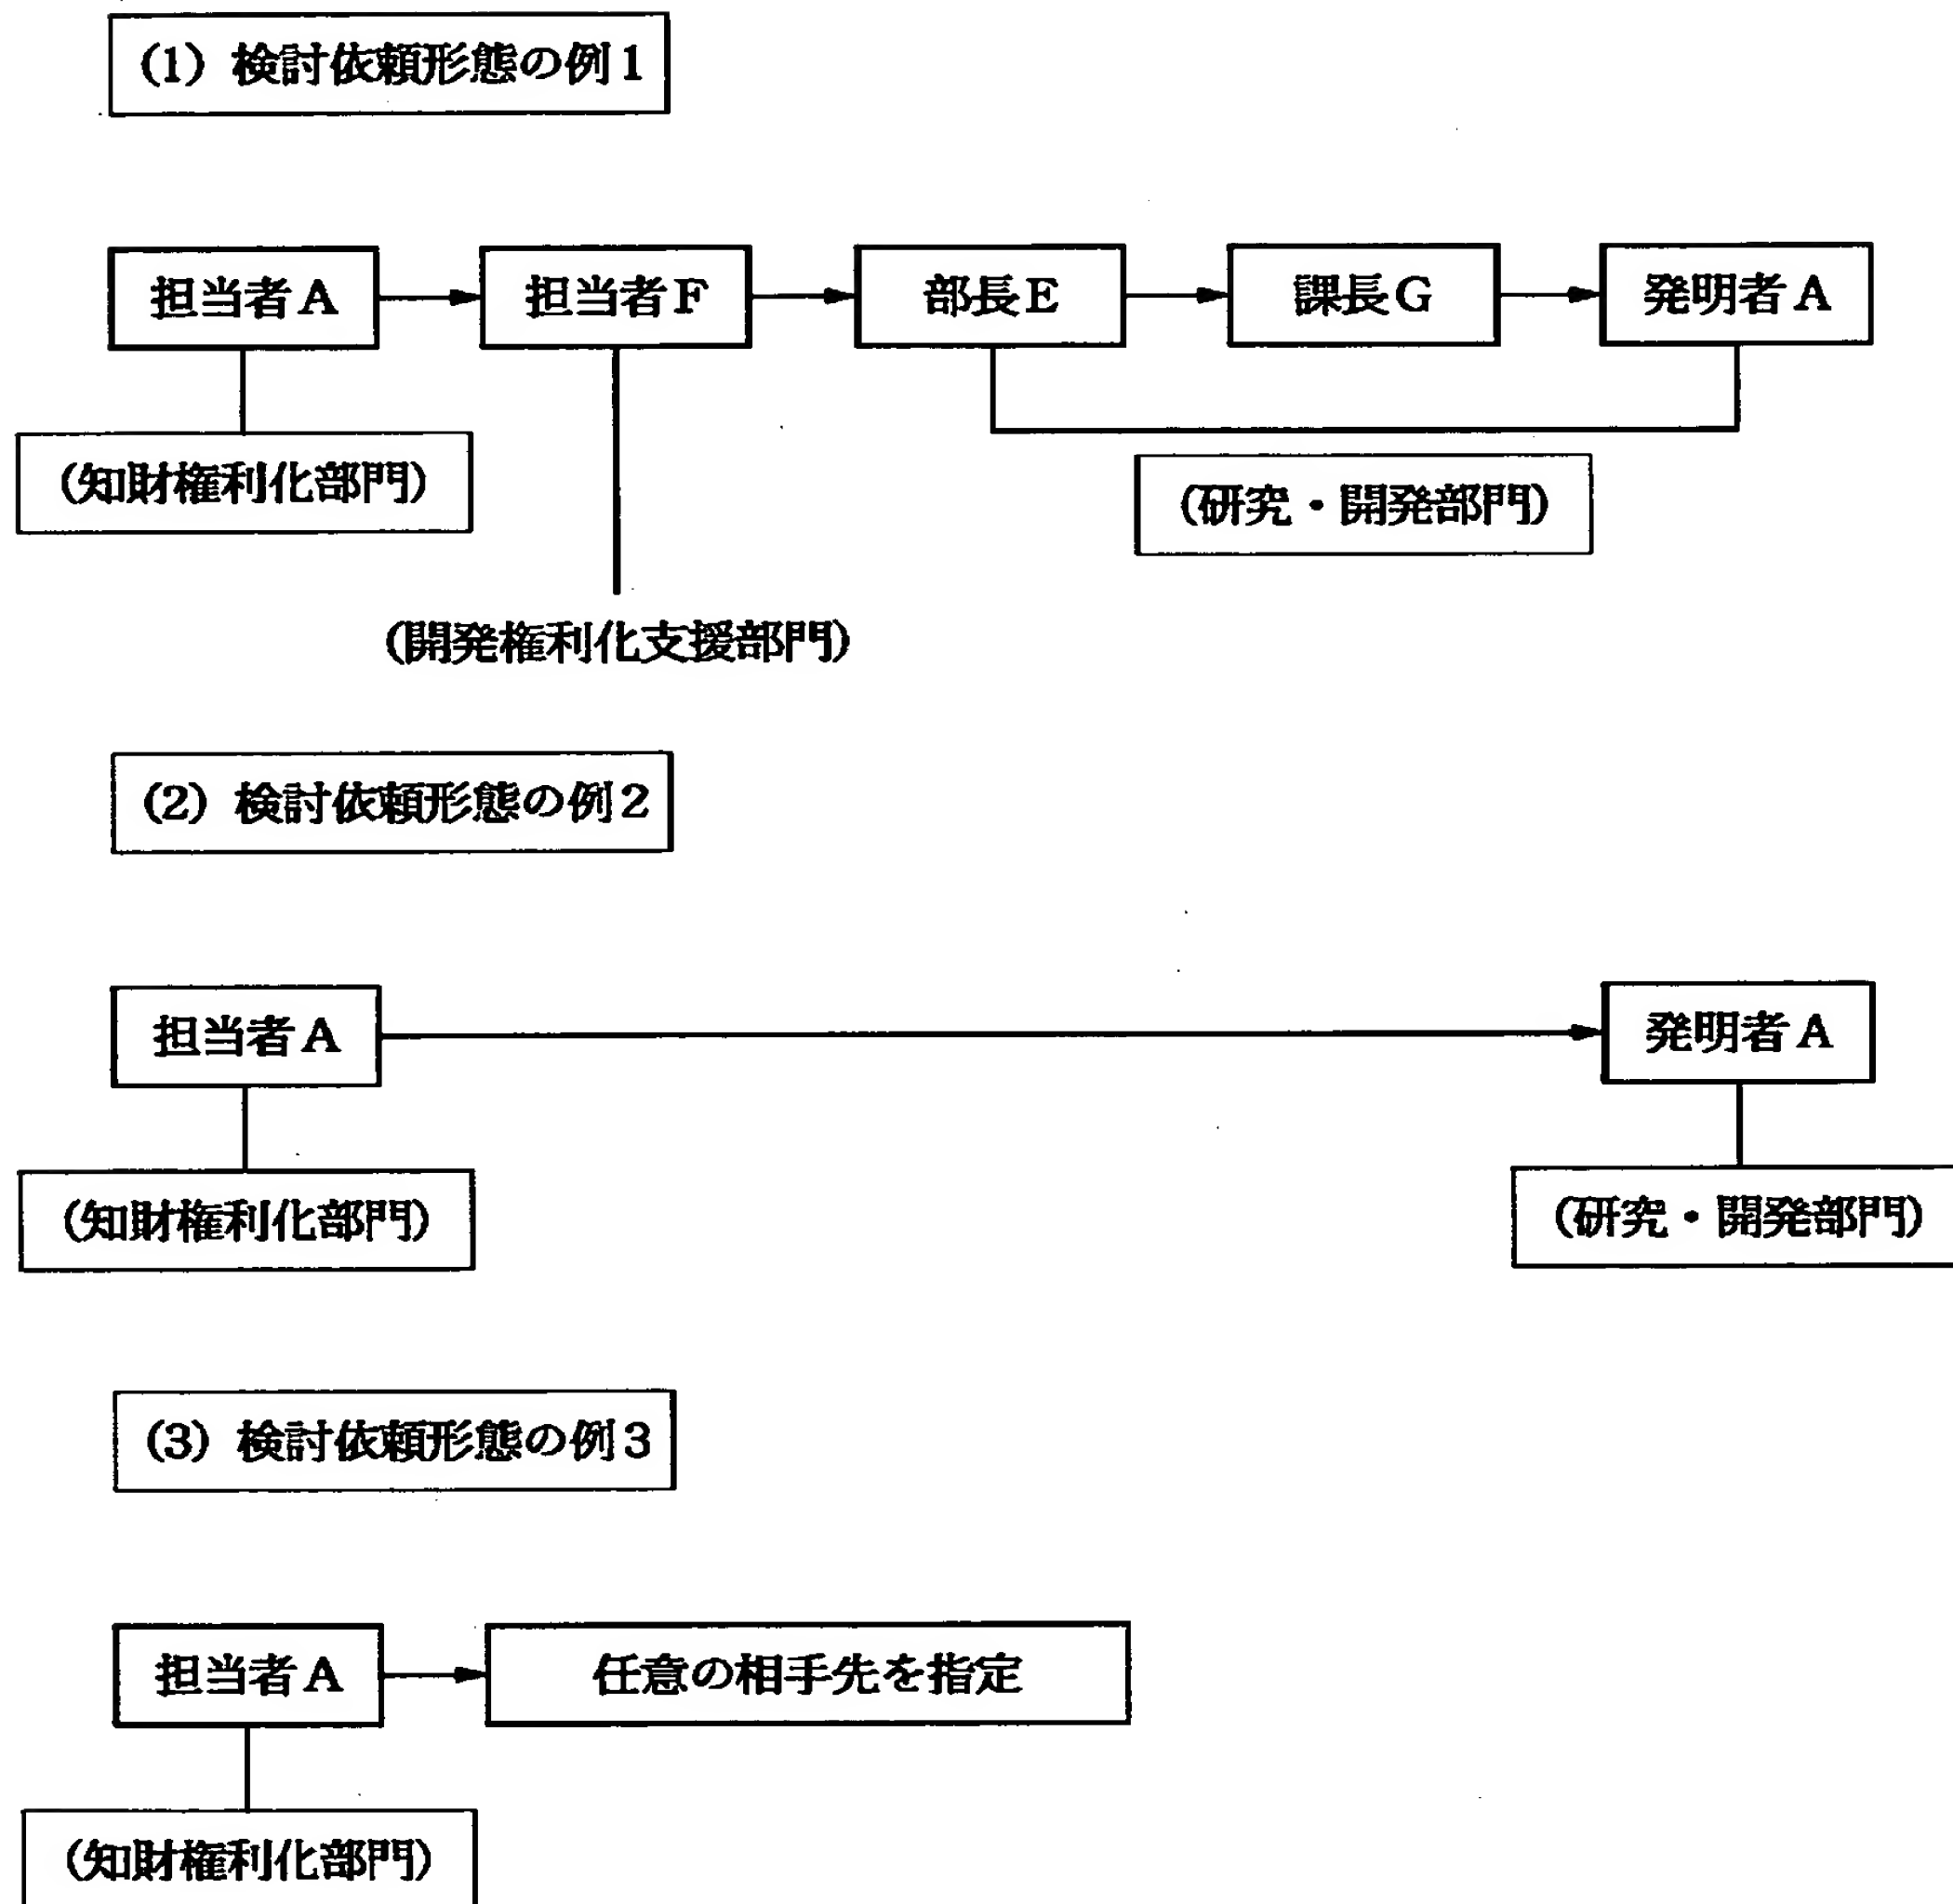 (1) 検討依頼形態の例1
担当者A
担当者F
部長E
課長G
発明者A
(知財権利化部門)
(研究・開発部門)
(開発権利化支援部門)
(2) 検討依頼形態の例2
担当者A
発明者A
(知財権利化部門)
(研究・開発部門)
(3) 検討依頼形態の例3
担当者A
任意の相手先を指定
(知財権利化部門)